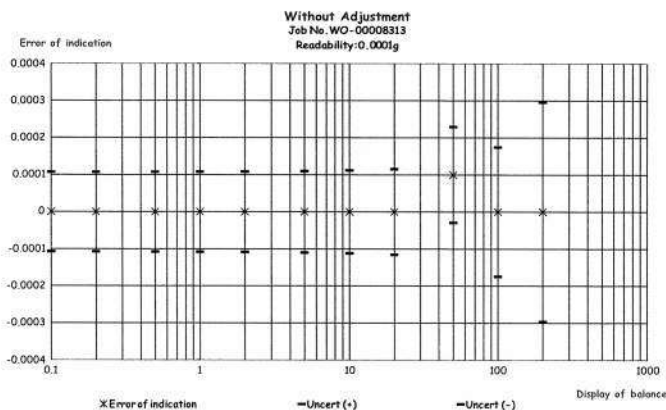 Without Adjustment
Job No.WO-00008313
Readability:0.0001g
Error of indication
0.0004
0.0003
0.0002
0.0001
0
-0.0001
-0.0002
-0.0003
-0.0004
0.1 1 10 100 1000
Display of balance
Error of indication Uncert (+) Uncert (-)